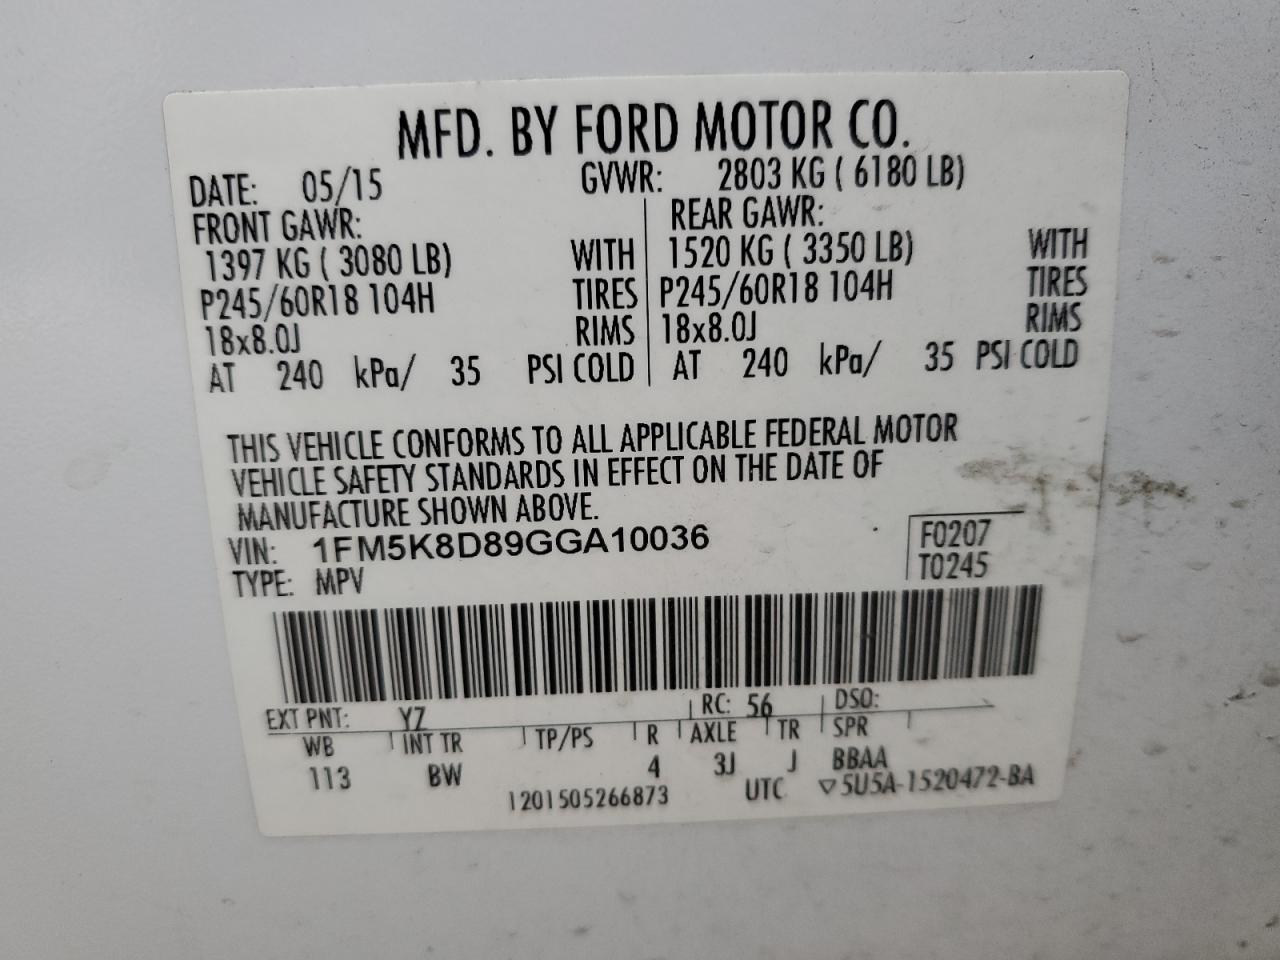 MFD. BY FORD MOTOR CO.
DATE: 05/15 GVWR: 2803 KG ( 6180 LB)
FRONT GAWR: REAR GAWR:
1397 KG ( 3080 LB) WITH 1520 KG ( 3350 LB) WITH
P245/60R18 104H TIRES P245/60R18 104H TIRES
18x8.0J RIMS 18x8.0J RIMS
AT 240 kPa/ 35 PSI COLD AT 240 kPa/ 35 PSI COLD
THIS VEHICLE CONFORMS TO ALL APPLICABLE FEDERAL MOTOR
VEHICLE SAFETY STANDARDS IN EFFECT ON THE DATE OF
MANUFACTURE SHOWN ABOVE.
VIN: 1FM5K8D89GGA10036 F0207
TYPE: MPV T0245
EXT PNT: YZ RC: 56 DSO:
WB INT TR TP/PS R AXLE TR SPR
113 BW 4 3J J BBAA
1201505266873 UTC ▽5U5A-1520472-BA